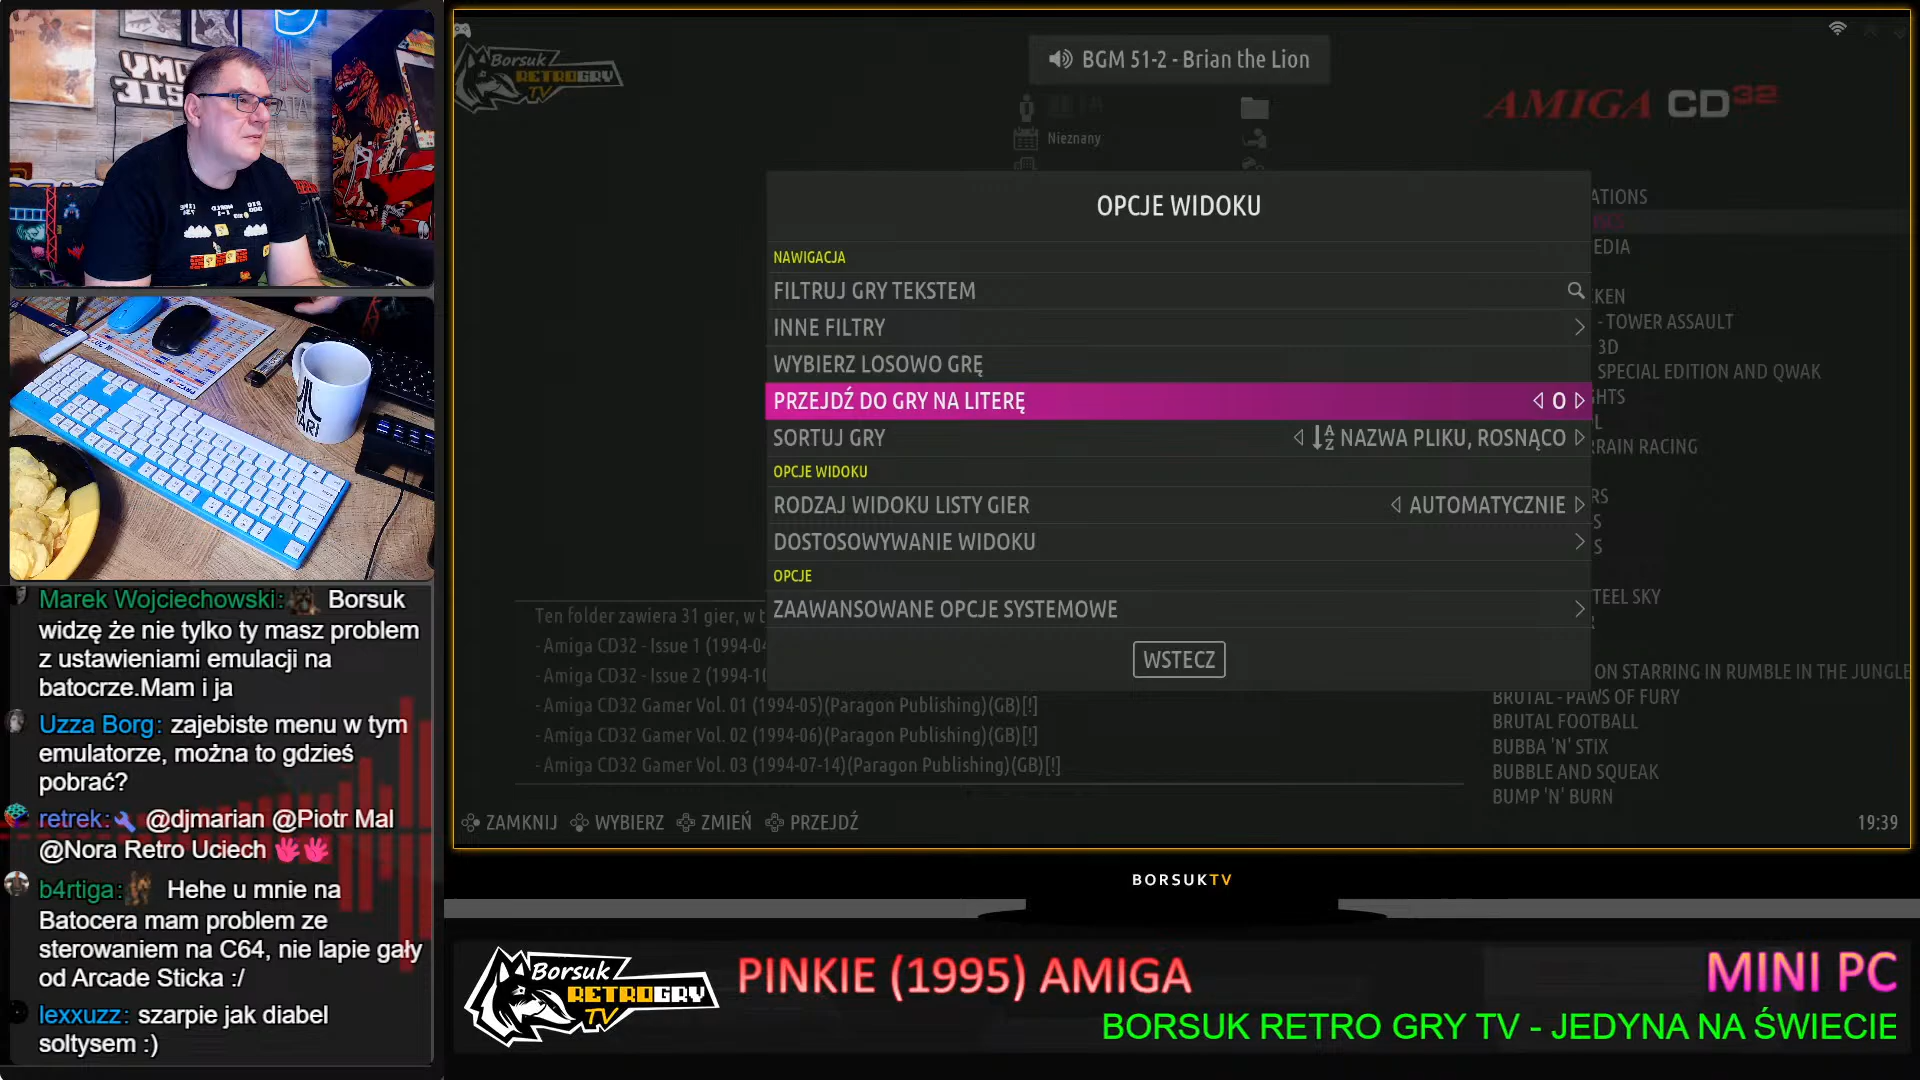 Borsuk
RETROGRY
TV
BGM 51-2 - Brian the Lion
AMIGA CD32
Nieznany
OPCJE WIDOKU
NAWIGACJA
FILTRUJ GRY TEKSTEM
INNE FILTRY
WYBIERZ LOSOWO GRĘ
PRZEJDŹ DO GRY NA LITERĘ
O
SORTUJ GRY
NAZWA PLIKU, ROSNĄCO
OPCJE WIDOKU
RODZAJ WIDOKU LISTY GIER
AUTOMATYCZNIE
DOSTOSOWYWANIE WIDOKU
OPCJE
ZAAWANSOWANE OPCJE SYSTEMOWE
WSTECZ
ATIONS
EDIA
KEN
- TOWER ASSAULT
3D
SPECIAL EDITION AND QWAK
GHTS
L
RRAIN RACING
RS
S
S
TEEL SKY
ON STARRING IN RUMBLE IN THE JUNGLE
BRUTAL - PAWS OF FURY
BRUTAL FOOTBALL
BUBBA 'N' STIX
BUBBLE AND SQUEAK
BUMP 'N' BURN
Ten folder zawiera 31 gier, w t
- Amiga CD32 - Issue 1 (1994-04
- Amiga CD32 - Issue 2 (1994-10
- Amiga CD32 Gamer Vol. 01 (1994-05)(Paragon Publishing)(GB)[!]
- Amiga CD32 Gamer Vol. 02 (1994-06)(Paragon Publishing)(GB)[!]
- Amiga CD32 Gamer Vol. 03 (1994-07-14)(Paragon Publishing)(GB)[!]
ZAMKNIJ WYBIERZ ZMIEŃ PRZEJDŹ
19:39
Marek Wojciechowski: Borsuk
widzę że nie tylko ty masz problem
z ustawieniami emulacji na
batocrze.Mam i ja
Uzza Borg: zajebiste menu w tym
emulatorze, można to gdzieś
pobrać?
retrek: @djmarian @Piotr Mal
@Nora Retro Uciech
b4rtiga: Hehe u mnie na
Batocera mam problem ze
sterowaniem na C64, nie lapie gały
od Arcade Sticka :/
lexxuzz: szarpie jak diabel
soltysem :)
BORSUKTV
Borsuk
RETROGRY
TV
PINKIE (1995) AMIGA
MINI PC
BORSUK RETRO GRY TV - JEDYNA NA ŚWIECIE